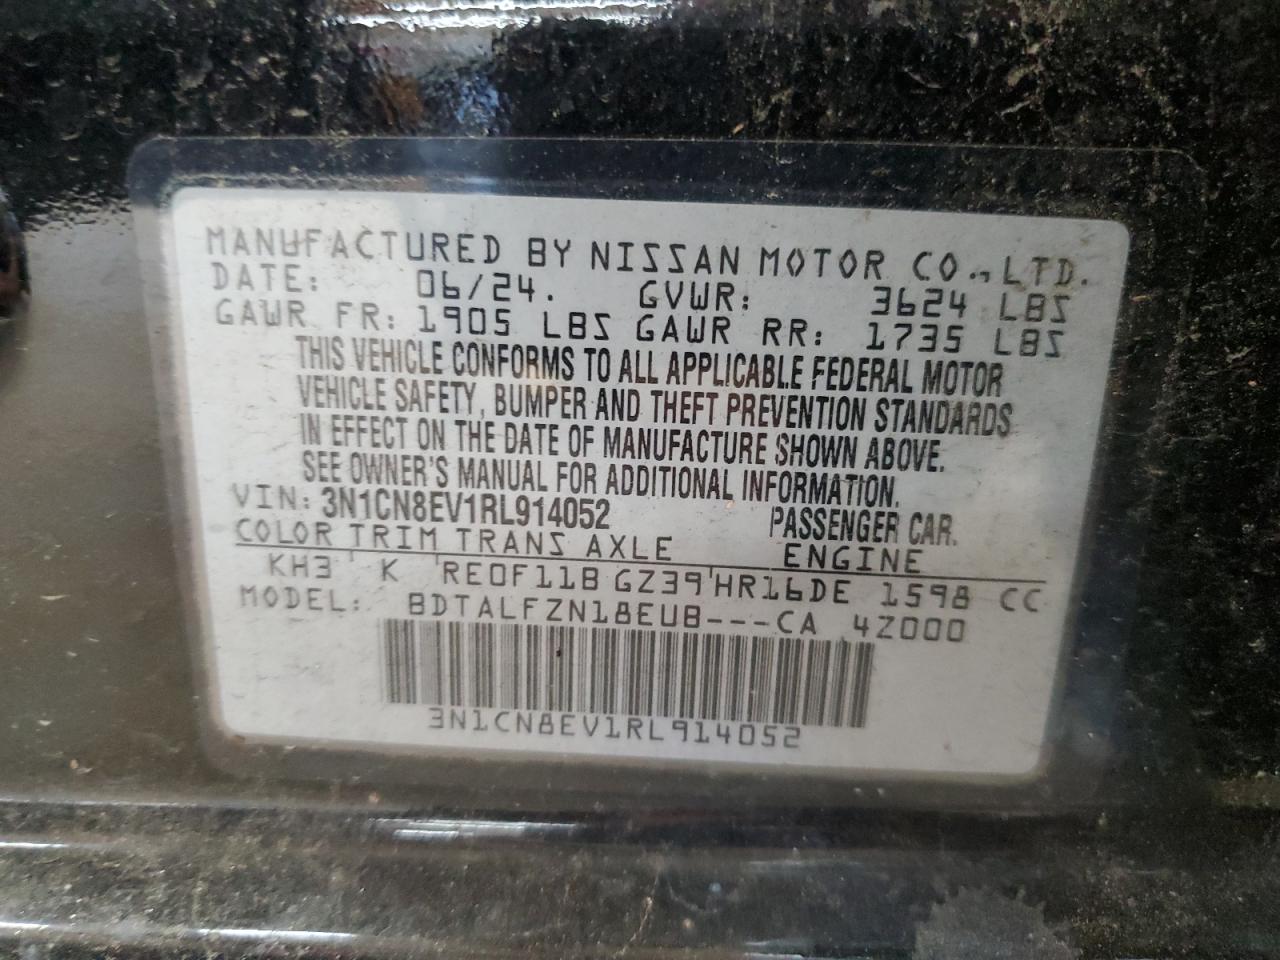 MANUFACTURED BY NISSAN MOTOR CO., LTD.
DATE: 06/24. GVWR: 3624 LBS
GAWR FR: 1905 LBS GAWR RR: 1735 LBS
THIS VEHICLE CONFORMS TO ALL APPLICABLE FEDERAL MOTOR
VEHICLE SAFETY, BUMPER AND THEFT PREVENTION STANDARDS
IN EFFECT ON THE DATE OF MANUFACTURE SHOWN ABOVE.
SEE OWNER'S MANUAL FOR ADDITIONAL INFORMATION.
VIN: 3N1CN8EV1RL914052 PASSENGER CAR.
COLOR TRIM TRANS AXLE ENGINE
KH3 K RE0F11B GZ39 HR16DE 1598 CC
MODEL: BDTALFZN18EUB---CA 4Z000
3N1CN8EV1RL914052